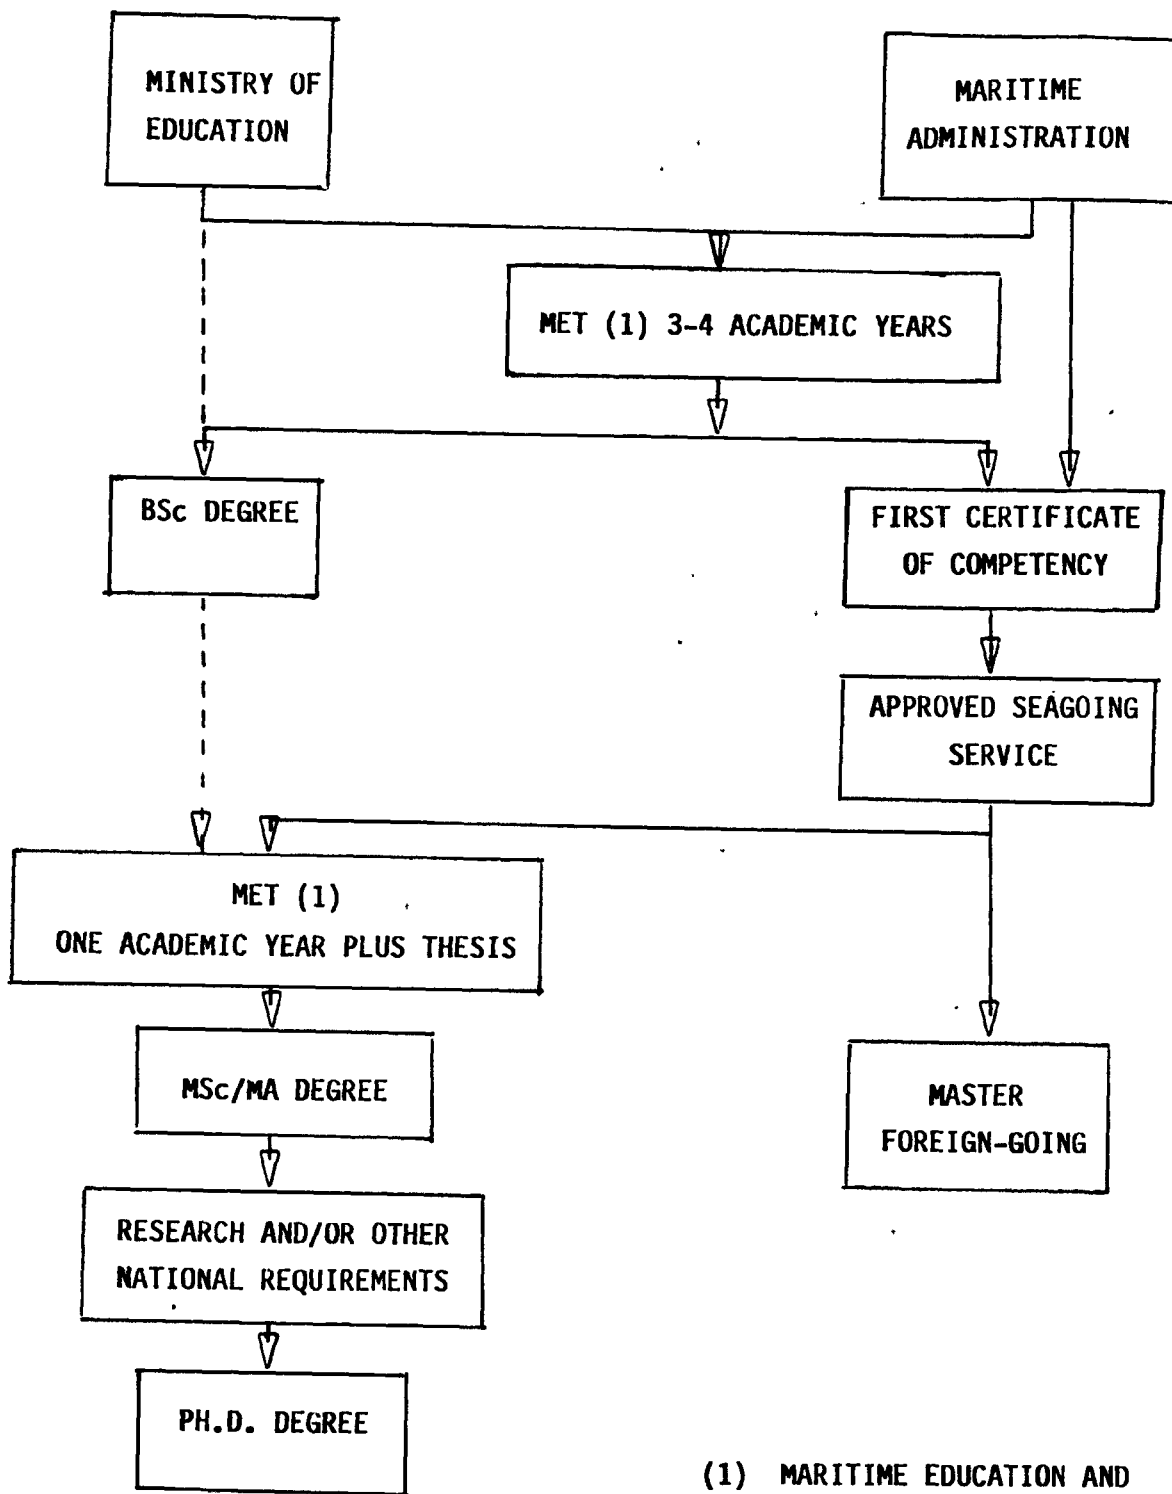 MINISTRY OF
EDUCATION
MARITIME
ADMINISTRATION
MET (1) 3-4 ACADEMIC YEARS
BSc DEGREE
FIRST CERTIFICATE
OF COMPETENCY
APPROVED SEAGOING
SERVICE
MET (1)
ONE ACADEMIC YEAR PLUS THESIS
MSc/MA DEGREE
MASTER
FOREIGN-GOING
RESEARCH AND/OR OTHER
NATIONAL REQUIREMENTS
PH.D. DEGREE
(1) MARITIME EDUCATION AND